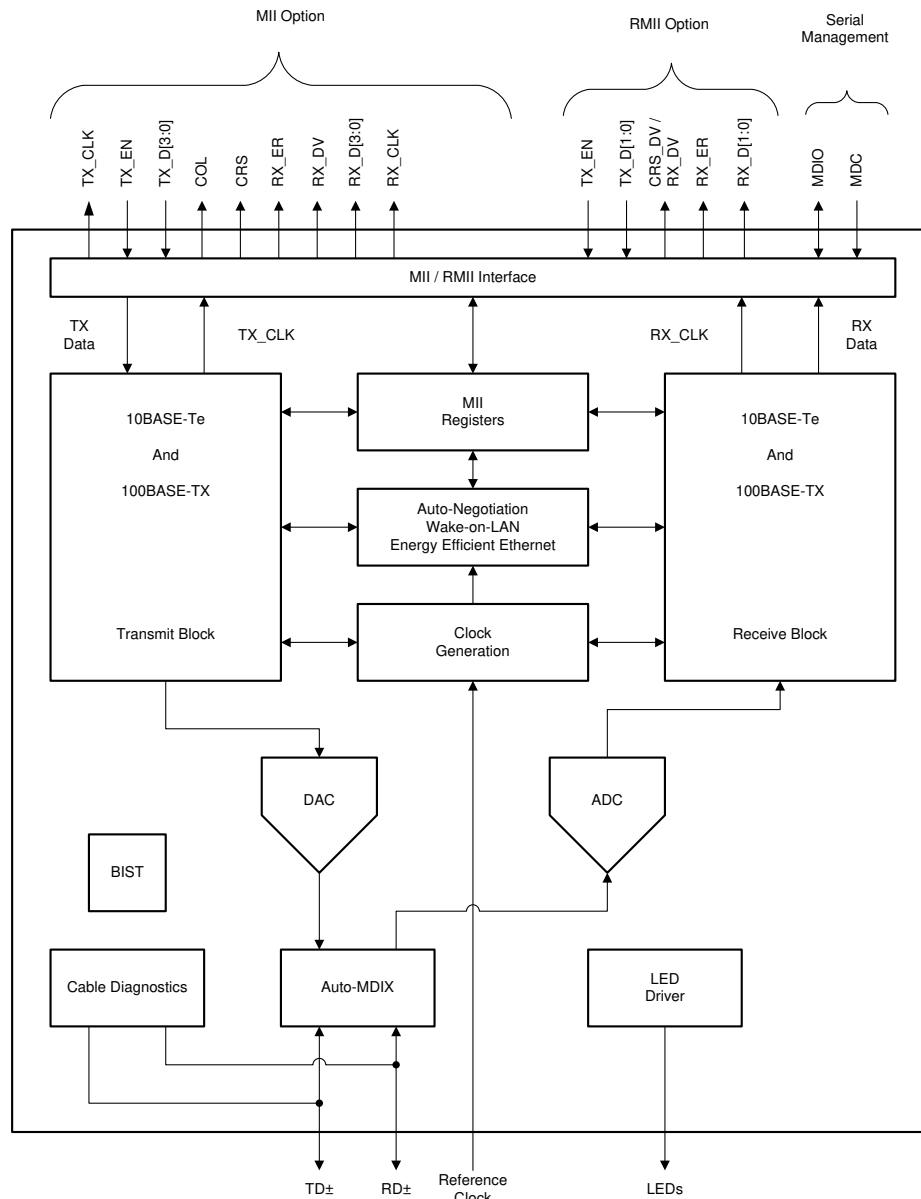 MII Option
RMII Option
Serial
Management
TX_CLK
TX_EN
TX_D[3:0]
COL
CRS
RX_ER
RX_DV
RX_D[3:0]
RX_CLK
TX_EN
TX_D[1:0]
CRS_DV /
RX_DV
RX_ER
RX_D[1:0]
MDIO
MDC
MII / RMII Interface
TX
Data
TX_CLK
RX_CLK
RX
Data
10BASE-Te
And
100BASE-TX
Transmit Block
MII
Registers
Auto-Negotiation
Wake-on-LAN
Energy Efficient Ethernet
Clock
Generation
10BASE-Te
And
100BASE-TX
Receive Block
DAC
ADC
BIST
Cable Diagnostics
Auto-MDIX
LED
Driver
TD±
RD±
Reference
Clock
LEDs